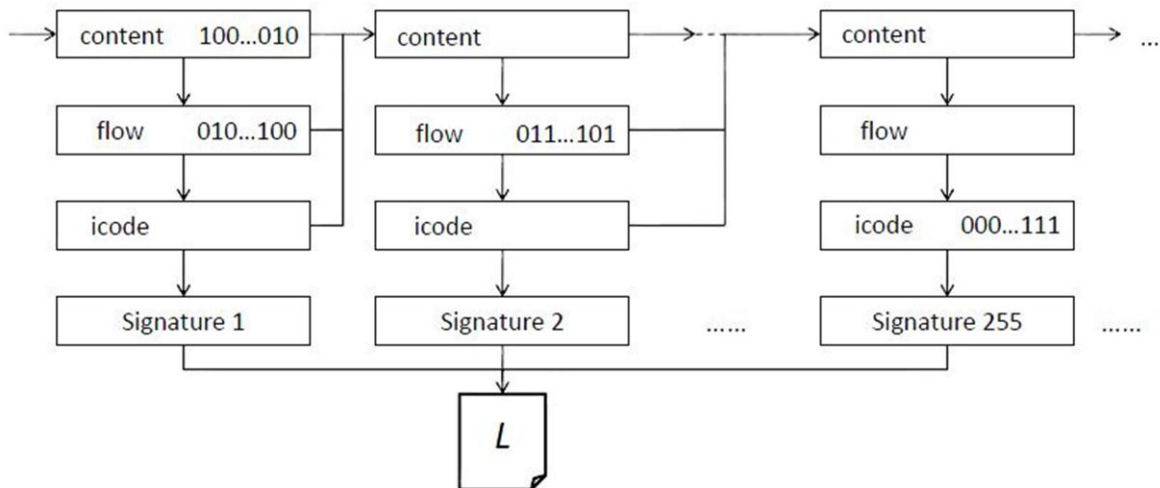 content 100...010
content
content
...
flow 010...100
flow 011...101
flow
icode
icode
icode 000...111
Signature 1
Signature 2
......
Signature 255
......
L